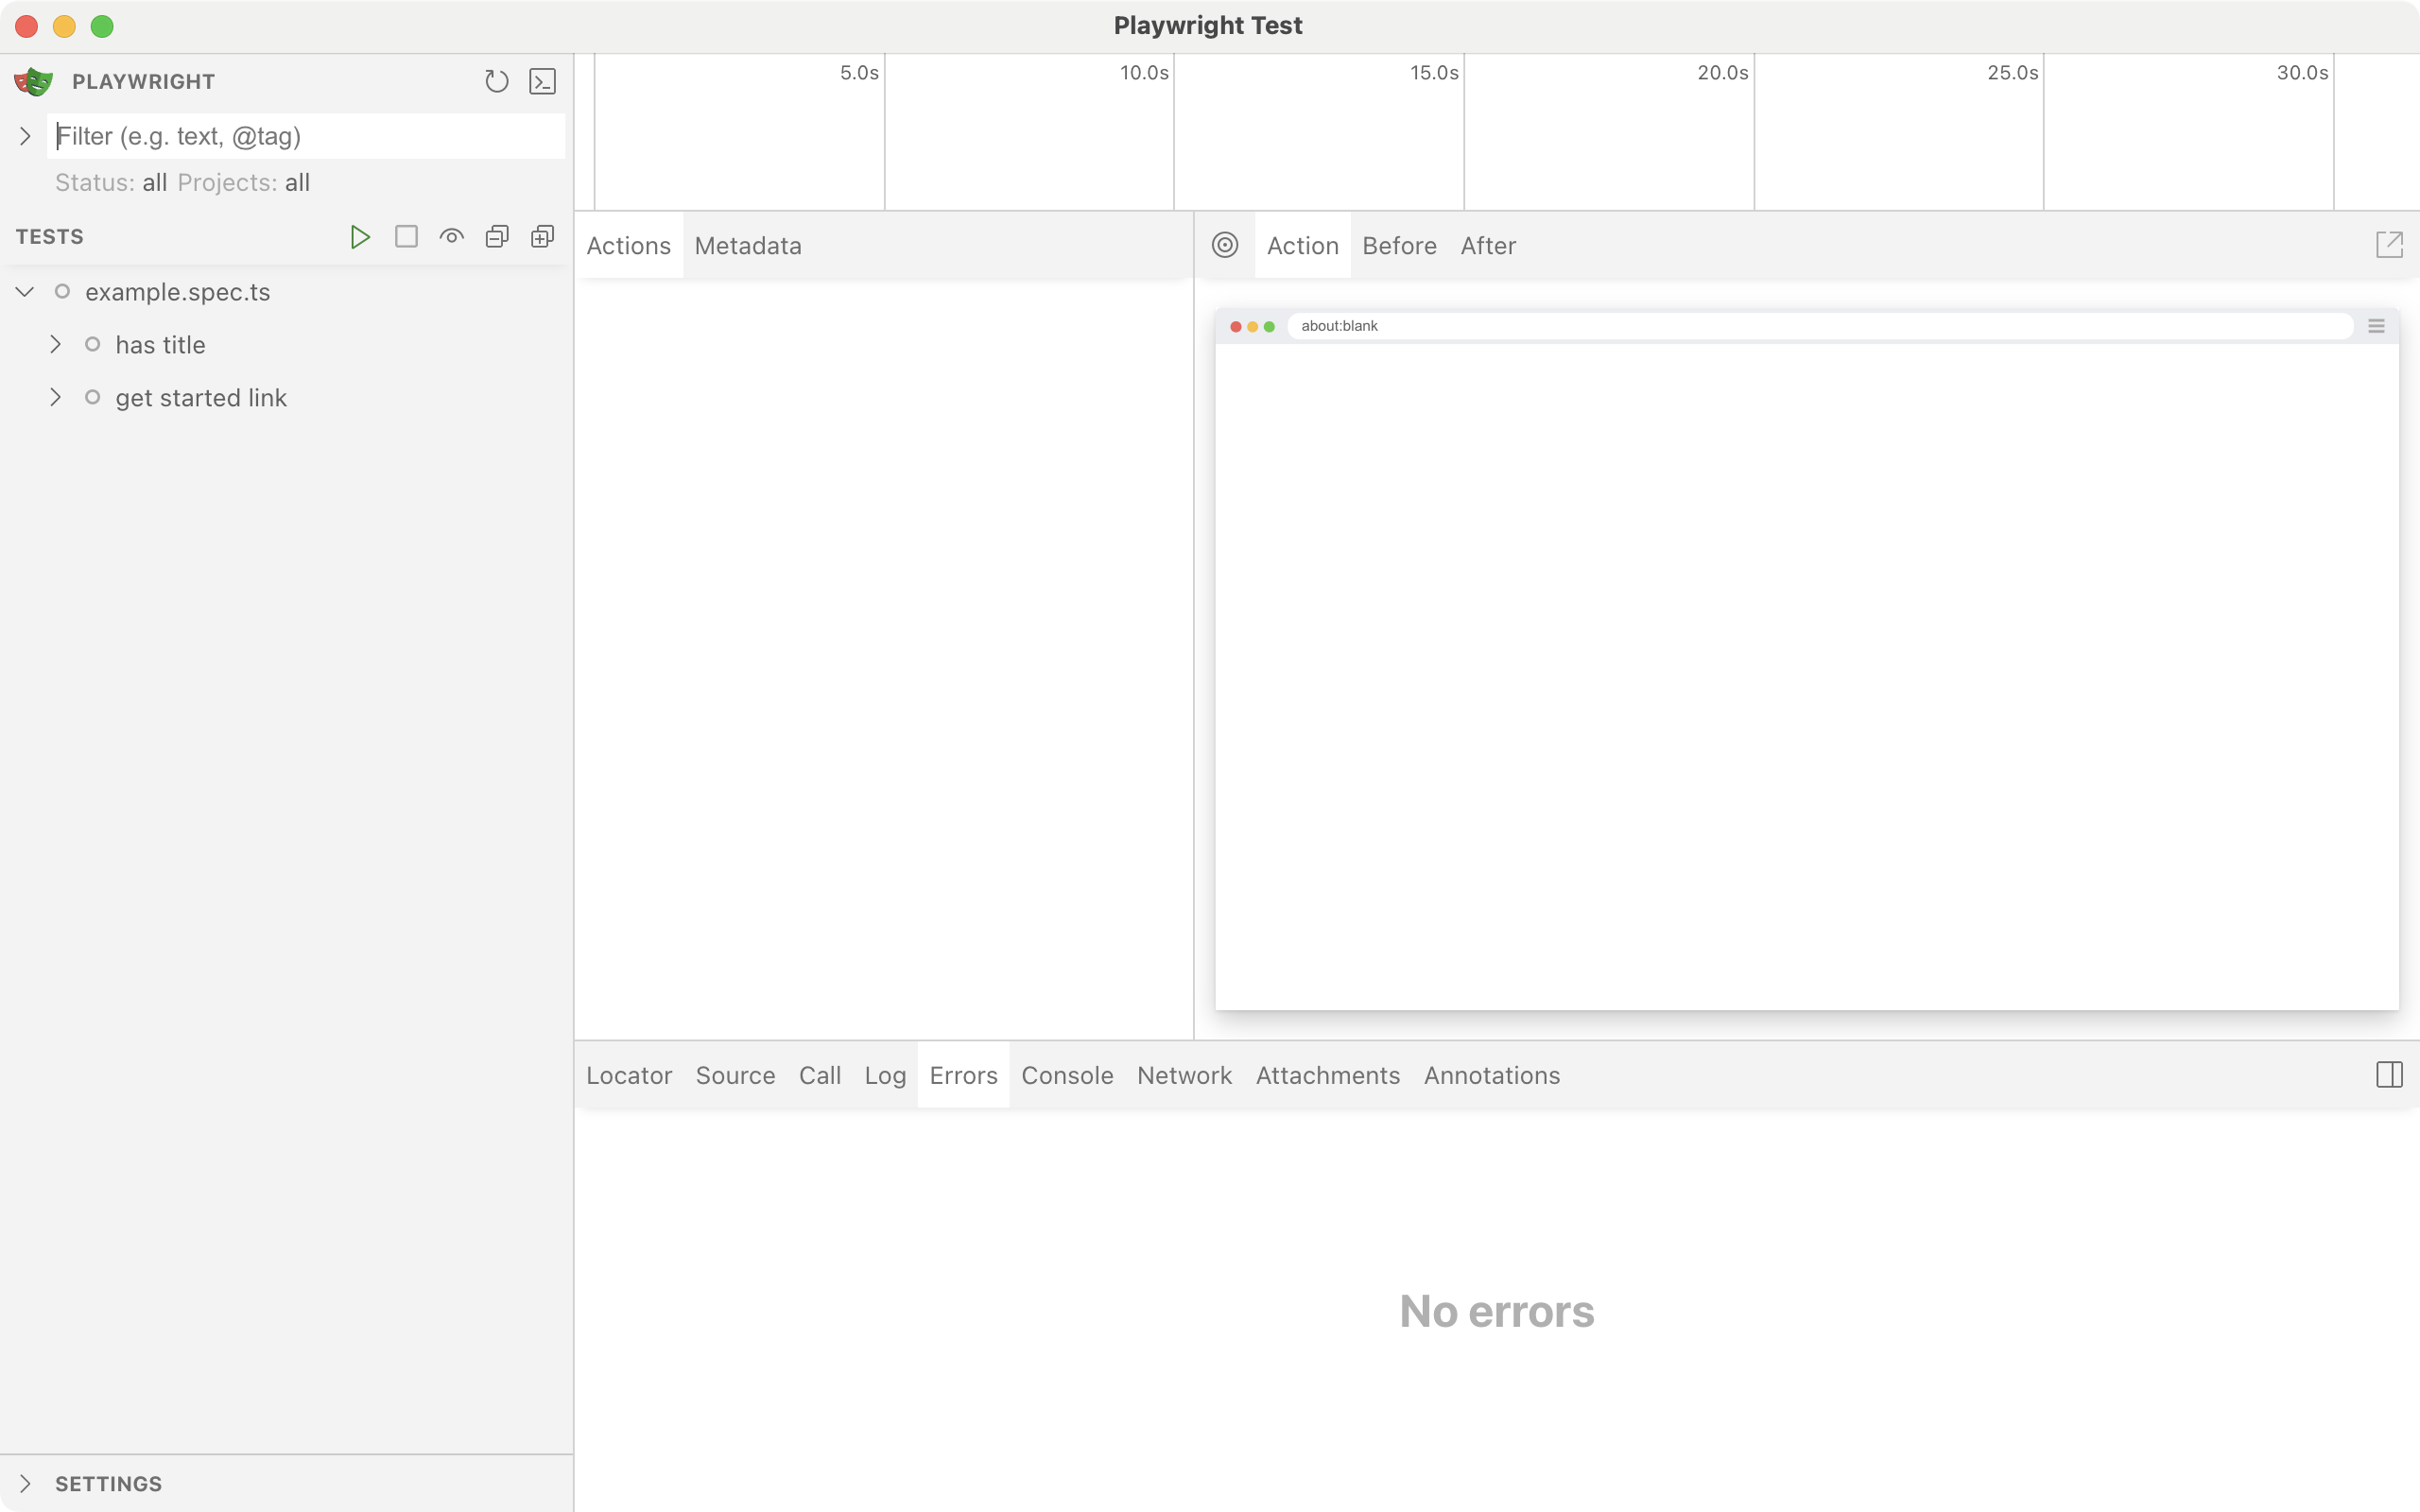 Playwright Test
PLAYWRIGHT
Filter (e.g. text, @tag)
Status: all Projects: all
TESTS
example.spec.ts
has title
get started link
SETTINGS
5.0s 10.0s 15.0s 20.0s 25.0s 30.0s
Actions Metadata
Action Before After
about:blank
Locator Source Call Log Errors Console Network Attachments Annotations
No errors